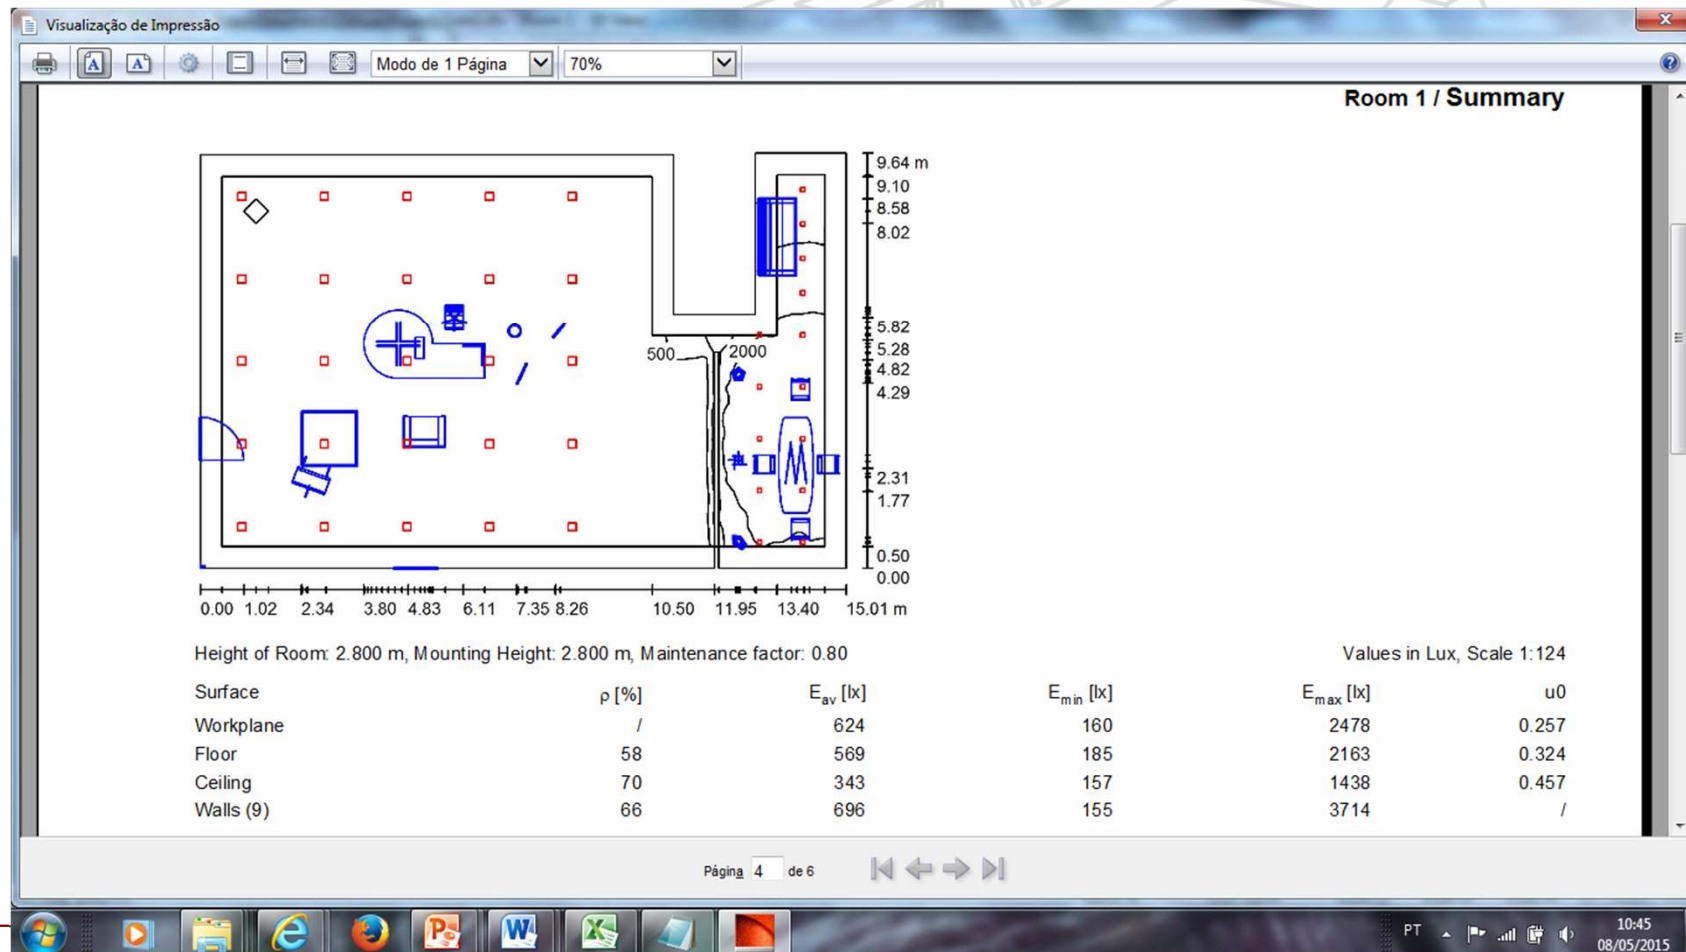 Visualização de Impressão
Modo de 1 Página 70%
Room 1 / Summary
9.64 m
9.10
8.58
8.02
5.82
5.28
4.82
4.29
2.31
1.77
0.50
0.00
500 2000
0.00 1.02 2.34 3.80 4.83 6.11 7.35 8.26 10.50 11.95 13.40 15.01 m
Height of Room: 2.800 m, Mounting Height: 2.800 m, Maintenance factor: 0.80 Values in Lux, Scale 1:124
Surface ρ [%] Eav [lx] Emin [lx] Emax [lx] u0
Workplane / 624 160 2478 0.257
Floor 58 569 185 2163 0.324
Ceiling 70 343 157 1438 0.457
Walls (9) 66 696 155 3714 /
Página 4 de 6
PT 10:45
08/05/2015